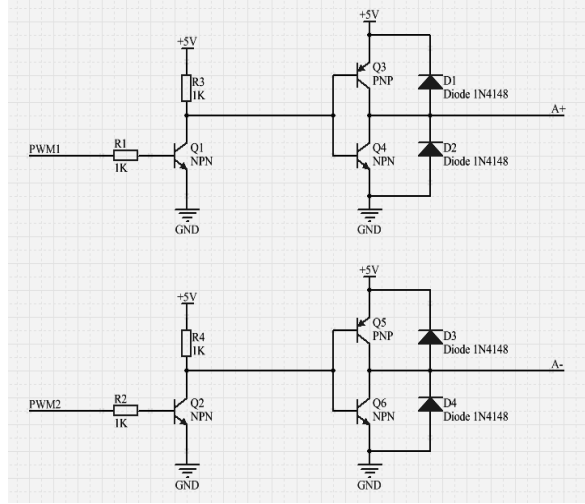 +5V
+5V
R3
1K
Q3
PNP
D1
Diode 1N4148
A+
PWM1
R1
1K
Q1
NPN
Q4
NPN
D2
Diode 1N4148
GND
GND
+5V
+5V
R4
1K
Q5
PNP
D3
Diode 1N4148
A-
PWM2
R2
1K
Q2
NPN
Q6
NPN
D4
Diode 1N4148
GND
GND